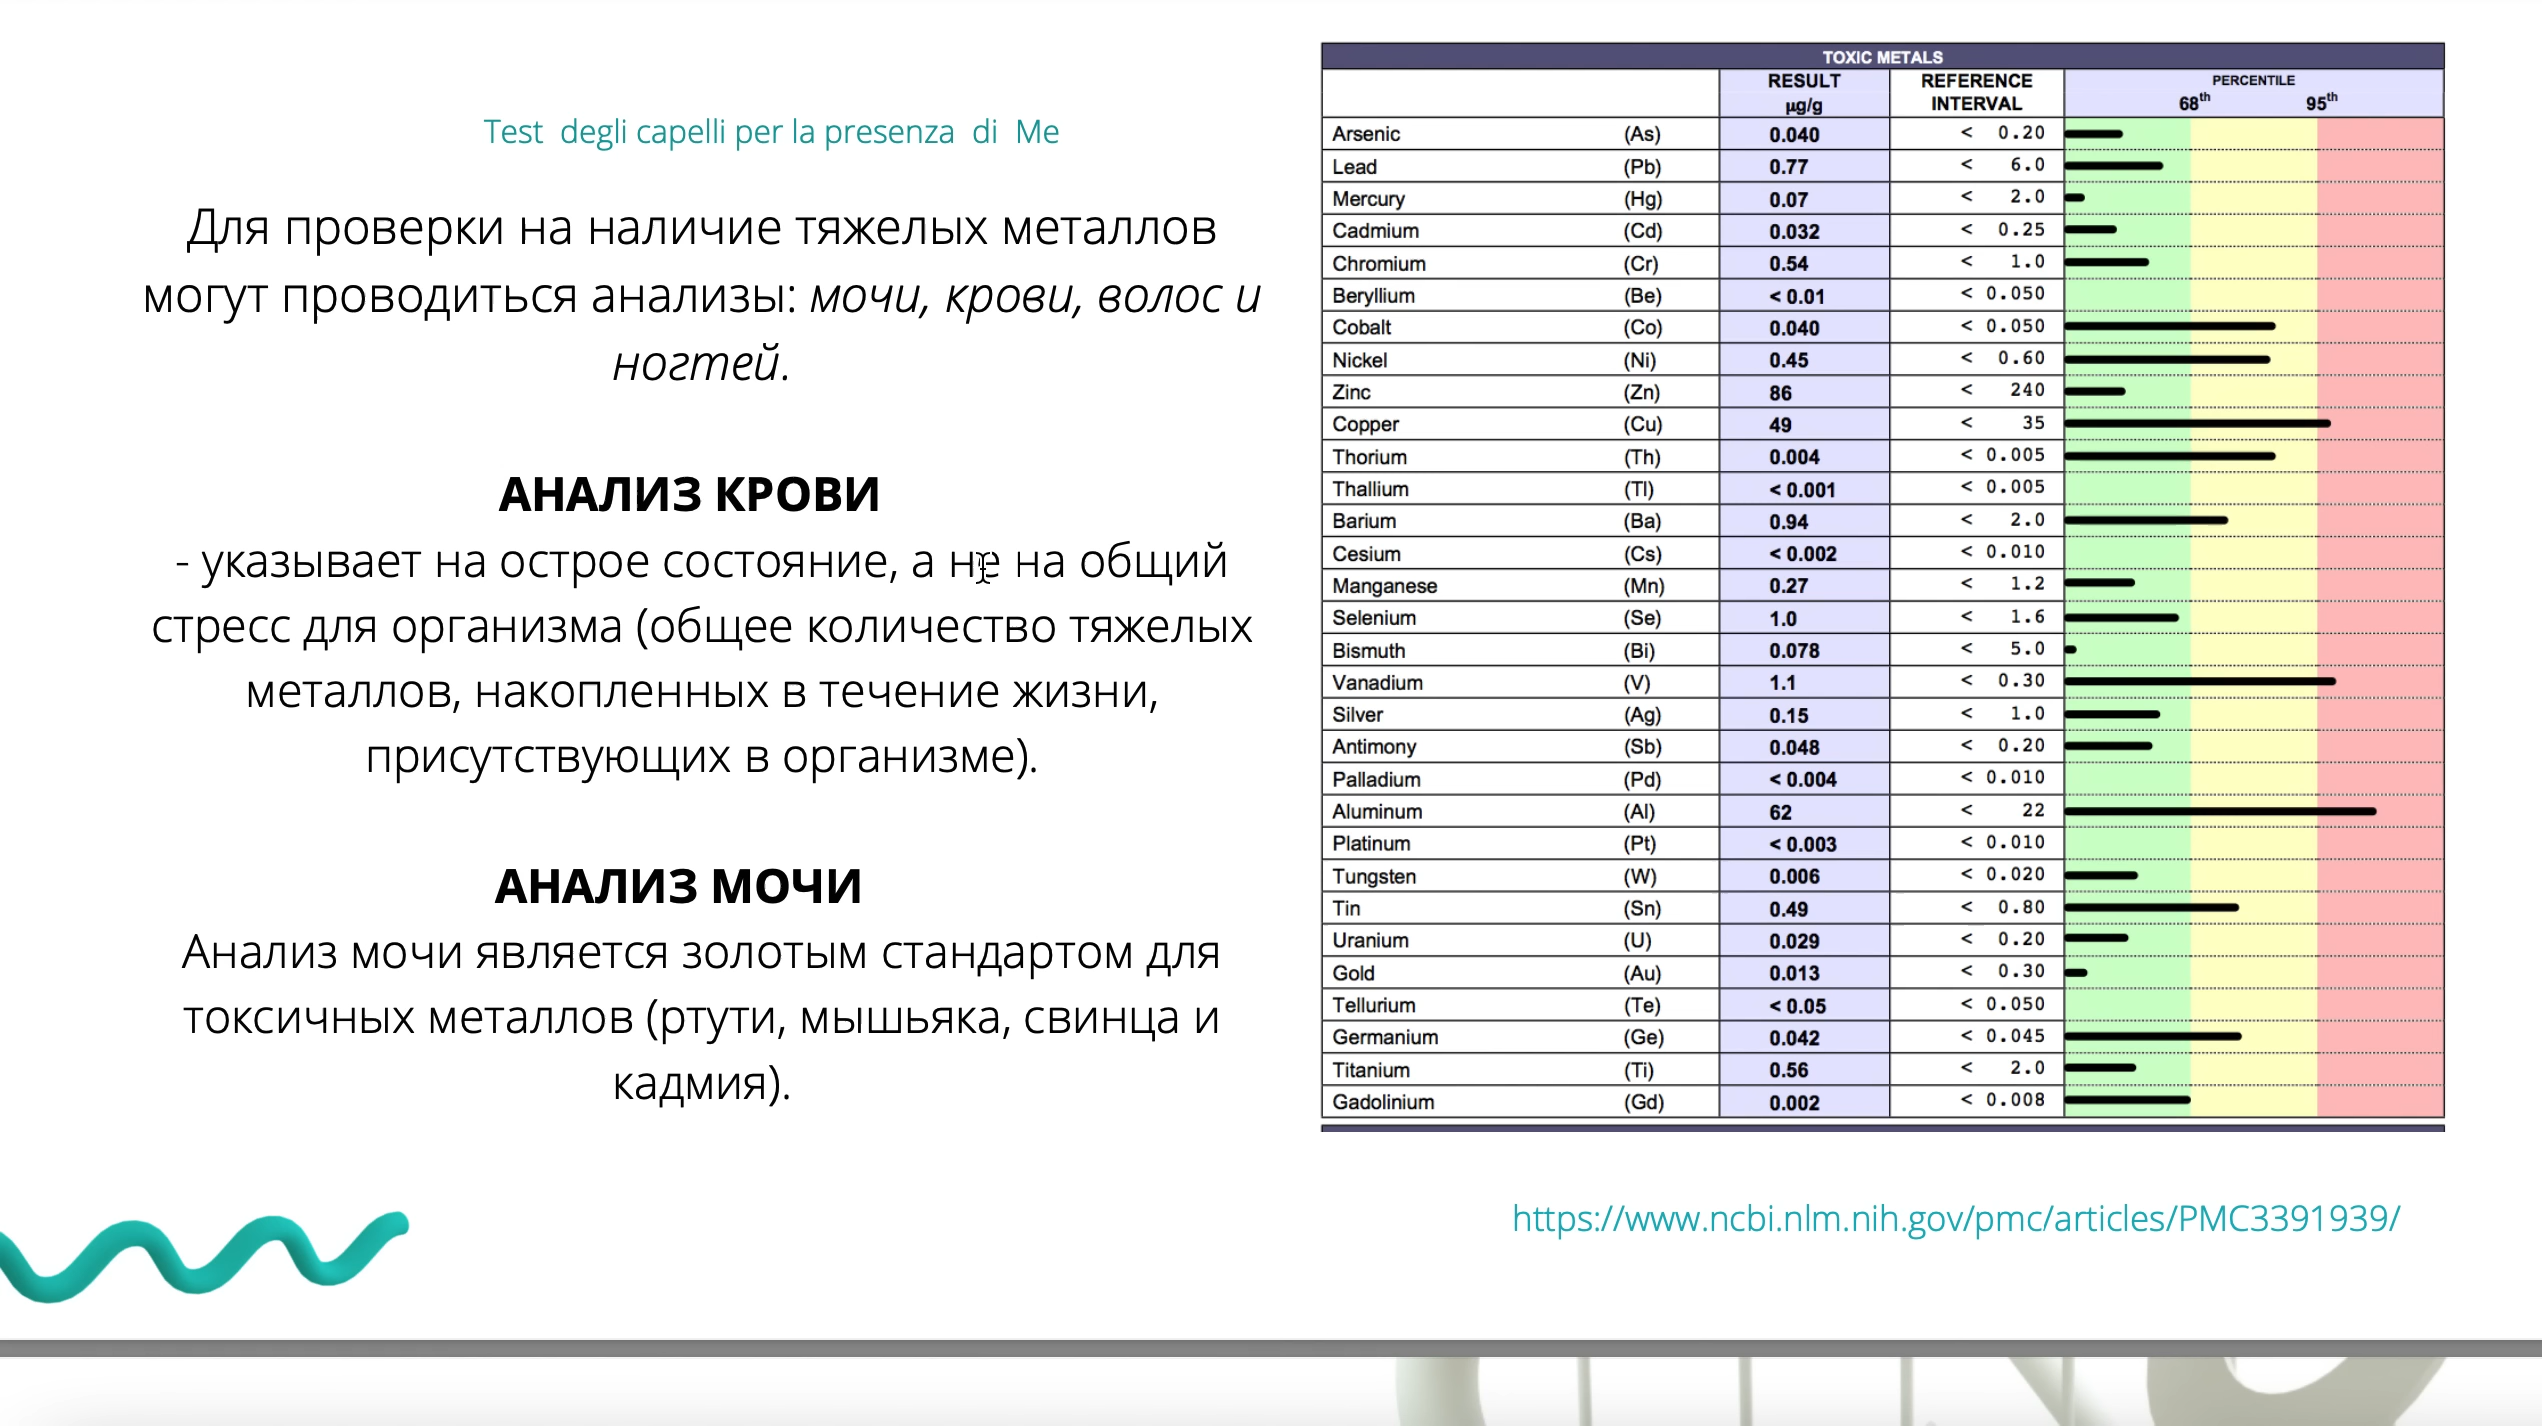 Test degli capelli per la presenza di Me
Для проверки на наличие тяжелых металлов
могут проводиться анализы: мочи, крови, волос и
ногтей.
АНАЛИЗ КРОВИ
- указывает на острое состояние, а не на общий
стресс для организма (общее количество тяжелых
металлов, накопленных в течение жизни,
присутствующих в организме).
АНАЛИЗ МОЧИ
Анализ мочи является золотым стандартом для
токсичных металлов (ртути, мышьяка, свинца и
кадмия).
TOXIC METALS
RESULT REFERENCE PERCENTILE
µg/g INTERVAL 68th 95th
Arsenic (As) 0.040 < 0.20
Lead (Pb) 0.77 < 6.0
Mercury (Hg) 0.07 < 2.0
Cadmium (Cd) 0.032 < 0.25
Chromium (Cr) 0.54 < 1.0
Beryllium (Be) < 0.01 < 0.050
Cobalt (Co) 0.040 < 0.050
Nickel (Ni) 0.45 < 0.60
Zinc (Zn) 86 < 240
Copper (Cu) 49 < 35
Thorium (Th) 0.004 < 0.005
Thallium (Tl) < 0.001 < 0.005
Barium (Ba) 0.94 < 2.0
Cesium (Cs) < 0.002 < 0.010
Manganese (Mn) 0.27 < 1.2
Selenium (Se) 1.0 < 1.6
Bismuth (Bi) 0.078 < 5.0
Vanadium (V) 1.1 < 0.30
Silver (Ag) 0.15 < 1.0
Antimony (Sb) 0.048 < 0.20
Palladium (Pd) < 0.004 < 0.010
Aluminum (Al) 62 < 22
Platinum (Pt) < 0.003 < 0.010
Tungsten (W) 0.006 < 0.020
Tin (Sn) 0.49 < 0.80
Uranium (U) 0.029 < 0.20
Gold (Au) 0.013 < 0.30
Tellurium (Te) < 0.05 < 0.050
Germanium (Ge) 0.042 < 0.045
Titanium (Ti) 0.56 < 2.0
Gadolinium (Gd) 0.002 < 0.008
https://www.ncbi.nlm.nih.gov/pmc/articles/PMC3391939/